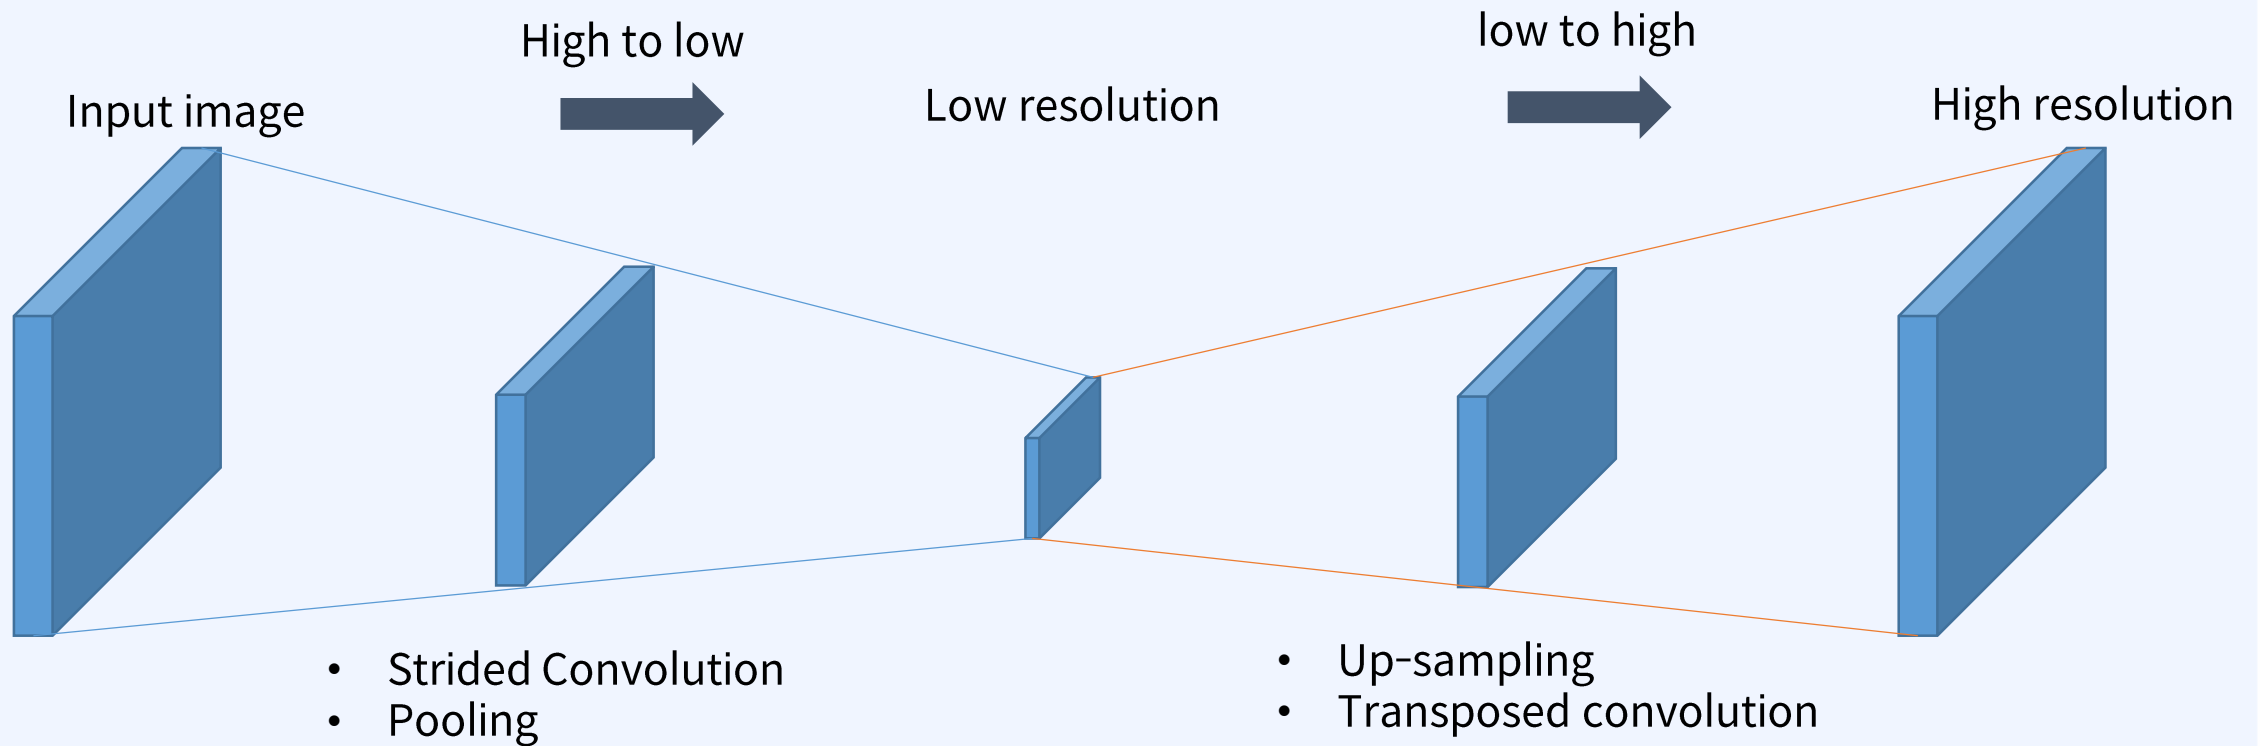 High to low
low to high
Input image
Low resolution
High resolution
• Strided Convolution
• Pooling
• Up-sampling
• Transposed convolution